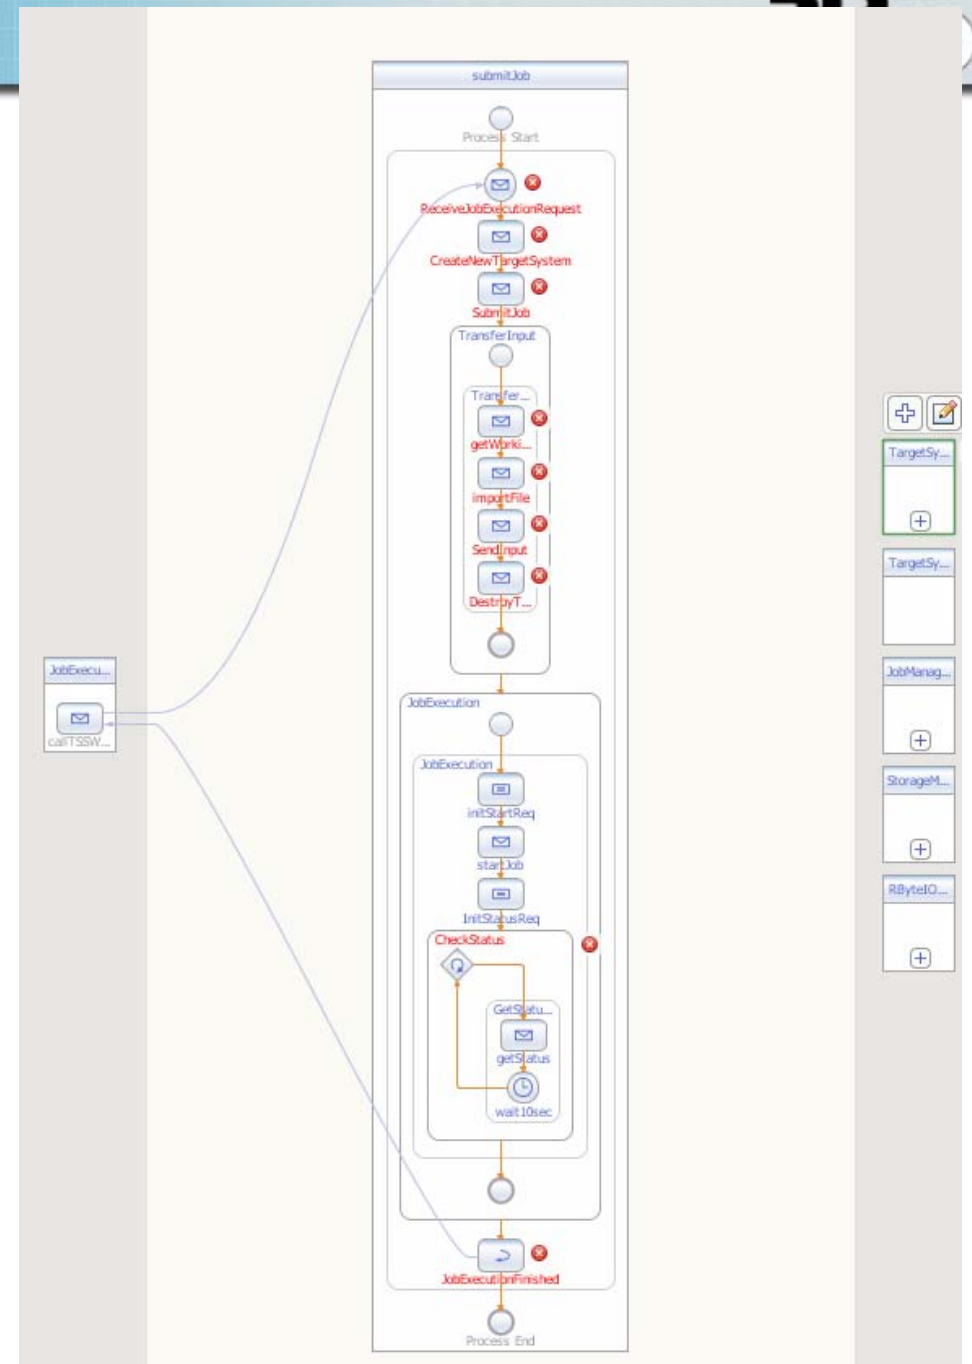 submitJob
Process Start
ReceiveJobExecutionRequest
CreateNewTargetSystem
SubmitJob
TransferInput
Transfer...
getWorki...
importFile
SendInput
DestroyT...
JobExecution
JobExecution
initStartReq
startJob
InitStatusReq
CheckStatus
GetStatu...
getStatus
wait10sec
JobExecutionFinished
Process End
JobExecu...
callTSSW...
TargetSy...
TargetSy...
JobManag...
StorageM...
RByteIO...